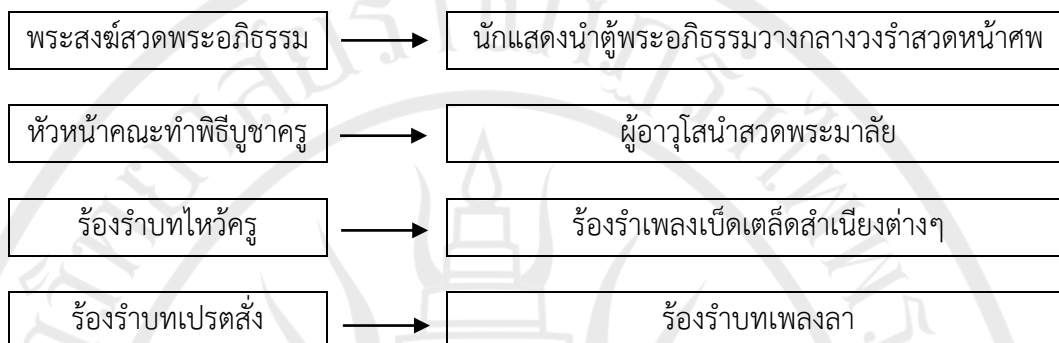 พระสงฆ์สวดพระอภิธรรม นักแสดงนำตู้พระอภิธรรมวางกลางวงรำสวดหน้าศพ
หัวหน้าคณะทำพิธีบูชาครู ผู้อาวุโสนำสวดพระมาลัย
ร้องรำบทไหว้ครู ร้องรำเพลงเบ็ดเตล็ดสำเนียงต่างๆ
ร้องรำบทเปรตสั่ง ร้องรำบทเพลงลา